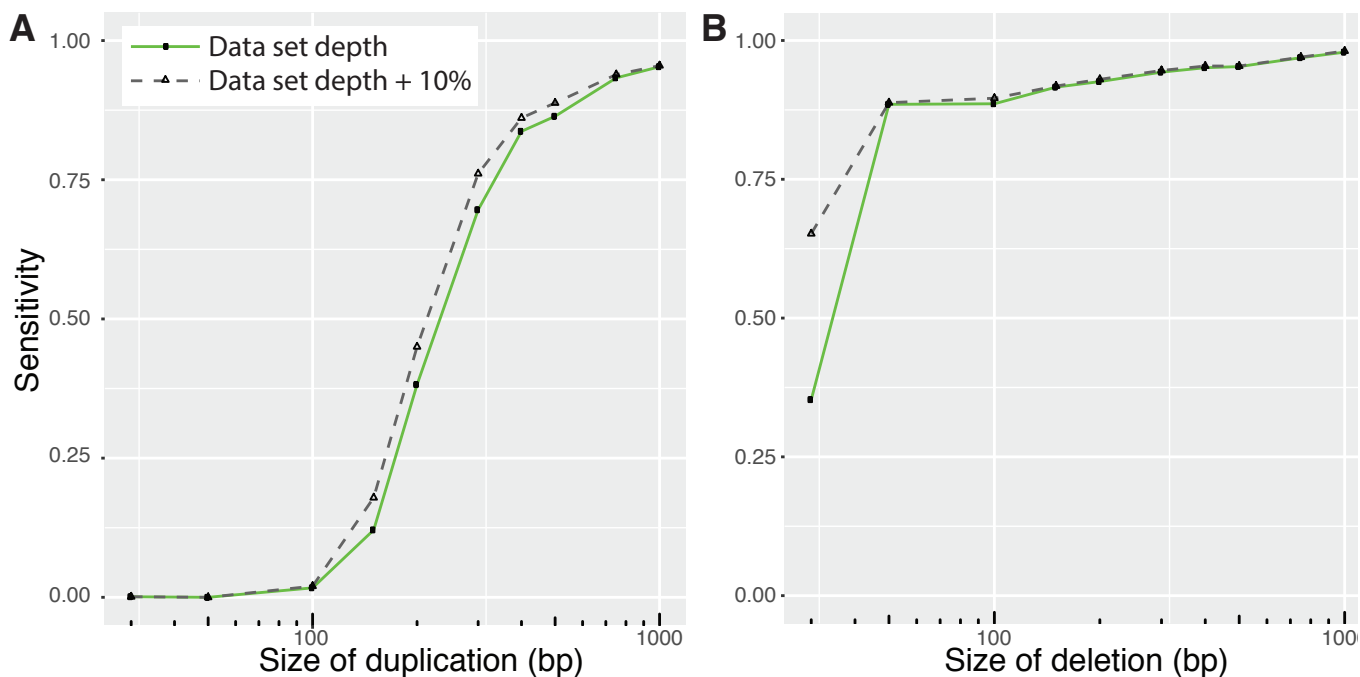 A
Data set depth
Data set depth + 10%
Sensitivity
1.00
0.75
0.50
0.25
0.00
100
1000
Size of duplication (bp)
B
1.00
0.75
0.50
0.25
0.00
100
100
Size of deletion (bp)